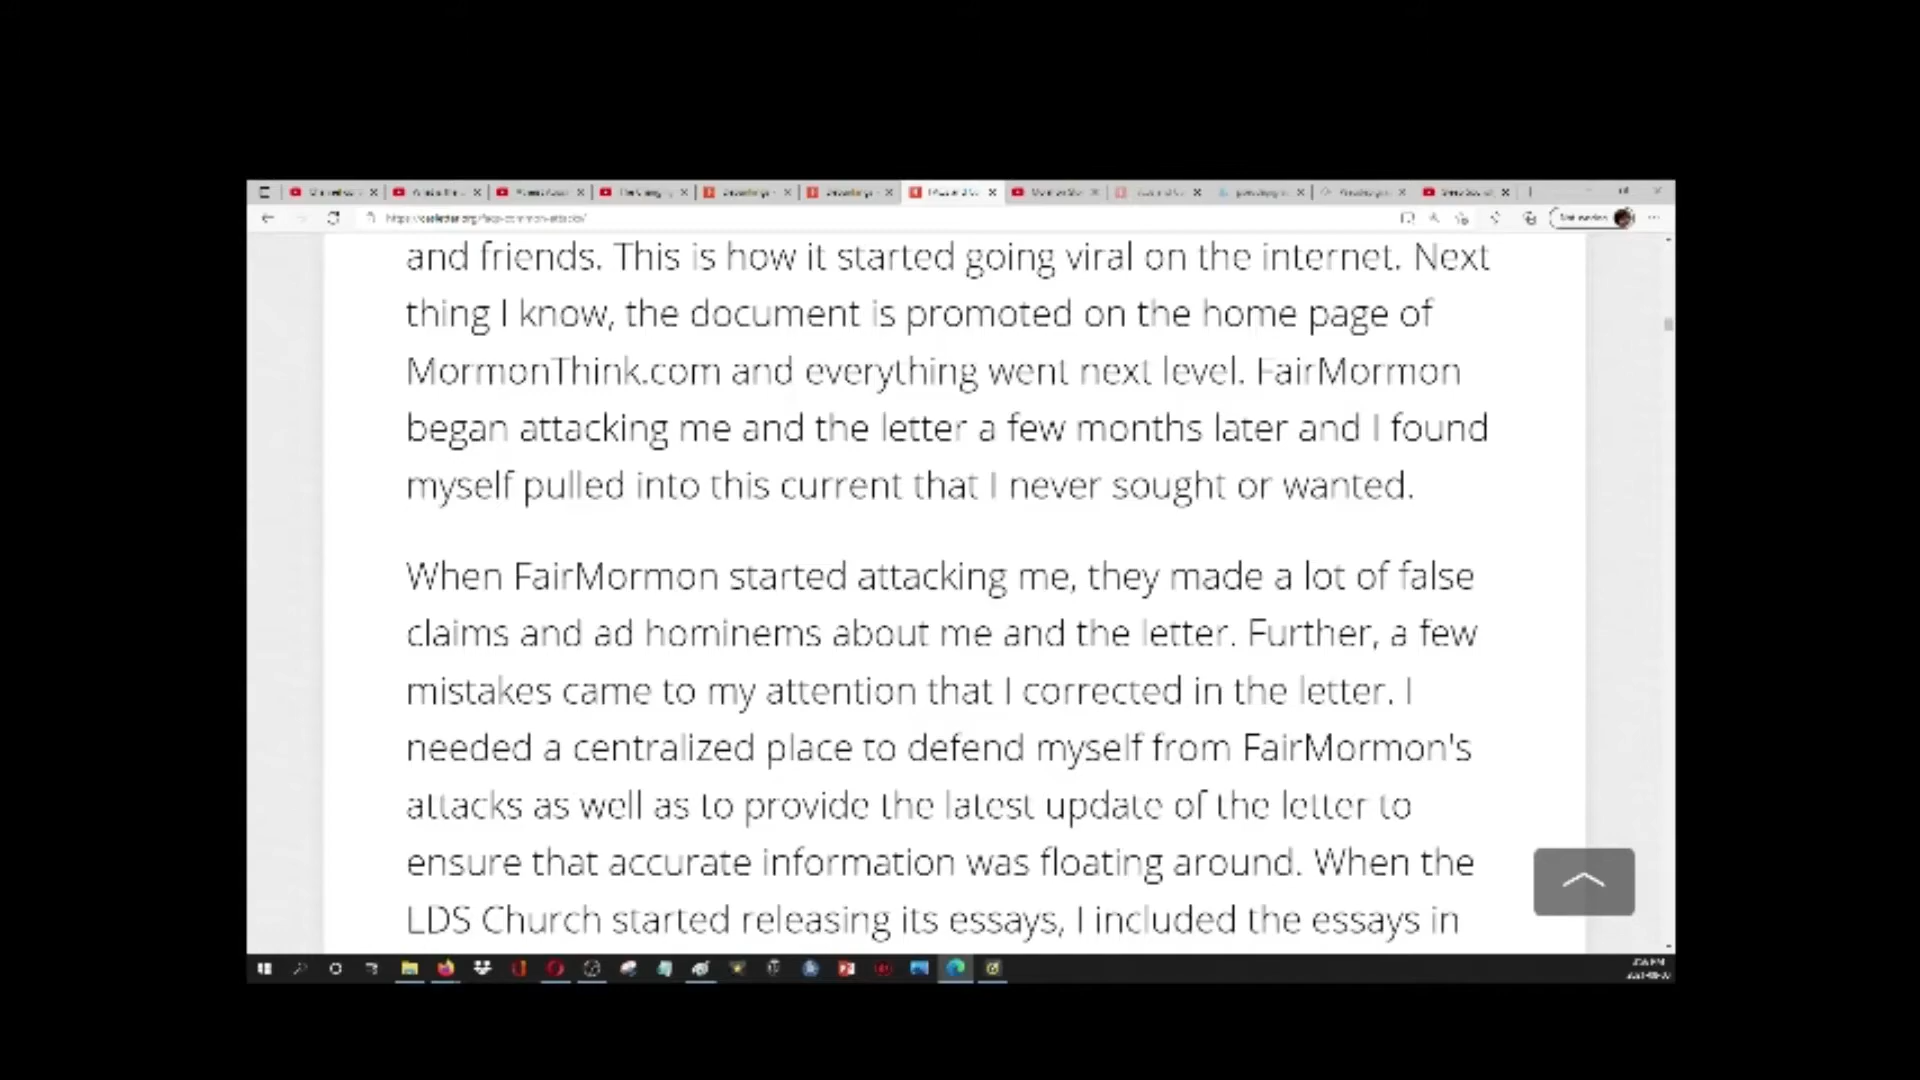 https://cesletter.org/faqs-common-attacks/
and friends. This is how it started going viral on the internet. Next
thing I know, the document is promoted on the home page of
MormonThink.com and everything went next level. FairMormon
began attacking me and the letter a few months later and I found
myself pulled into this current that I never sought or wanted.
When FairMormon started attacking me, they made a lot of false
claims and ad hominems about me and the letter. Further, a few
mistakes came to my attention that I corrected in the letter. I
needed a centralized place to defend myself from FairMormon's
attacks as well as to provide the latest update of the letter to
ensure that accurate information was floating around. When the
LDS Church started releasing its essays, I included the essays in